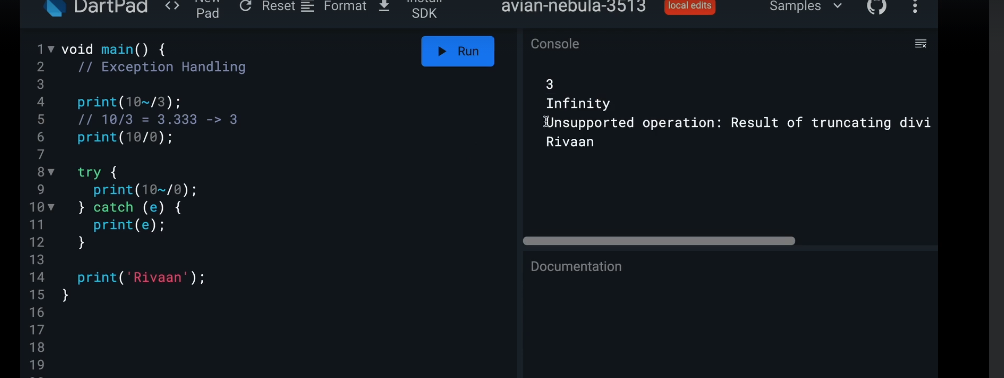 DartPad
<>
New
Pad
Reset
Format
Install
SDK
avian-nebula-3513
local edits
Samples
1 void main() {
2 // Exception Handling
3
4 print(10~/3);
5 // 10/3 = 3.333 -> 3
6 print(10/0);
7
8 try {
9 print(10~/0);
10 } catch (e) {
11 print(e);
12 }
13
14 print('Rivaan');
15 }
16
17
18
19
Run
Console
3
Infinity
Unsupported operation: Result of truncating divi
Rivaan
Documentation